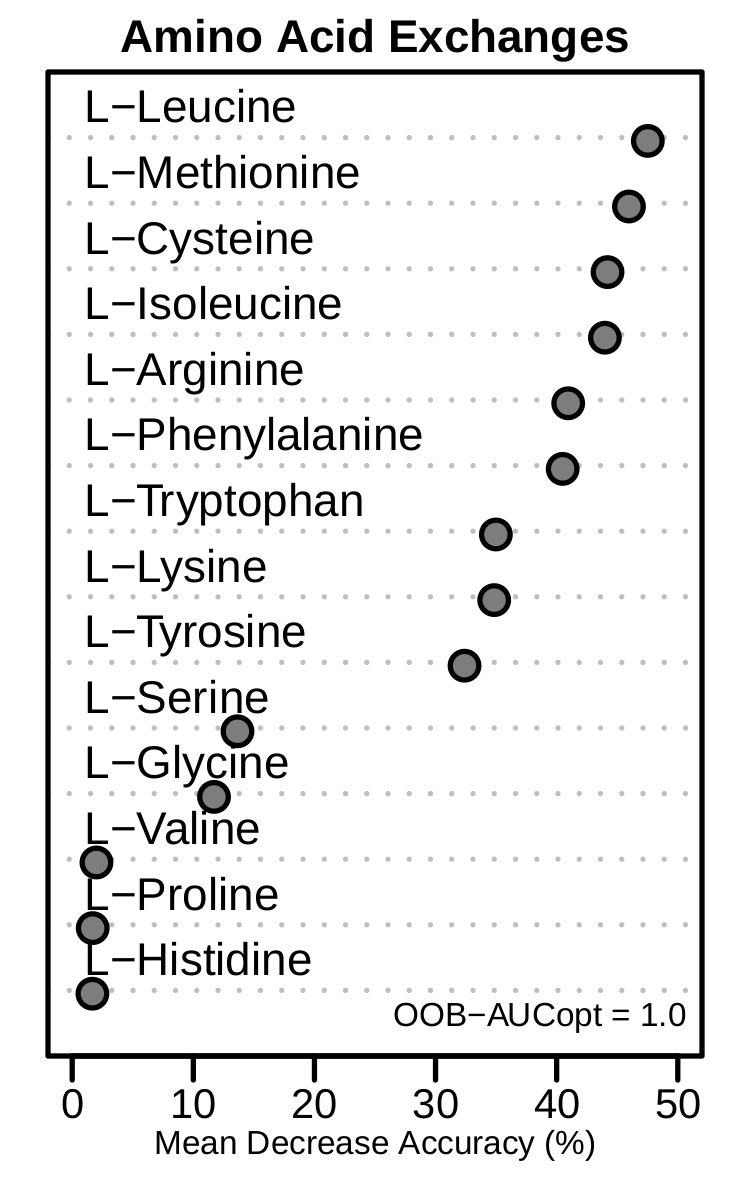 Amino Acid Exchanges
L−Leucine
L−Methionine
L−Cysteine
L−Isoleucine
L−Arginine
L−Phenylalanine
L−Tryptophan
L−Lysine
L−Tyrosine
L−Serine
L−Glycine
L−Valine
L−Proline
L−Histidine
OOB−AUCopt = 1.0
0 10 20 30 40 50
Mean Decrease Accuracy (%)